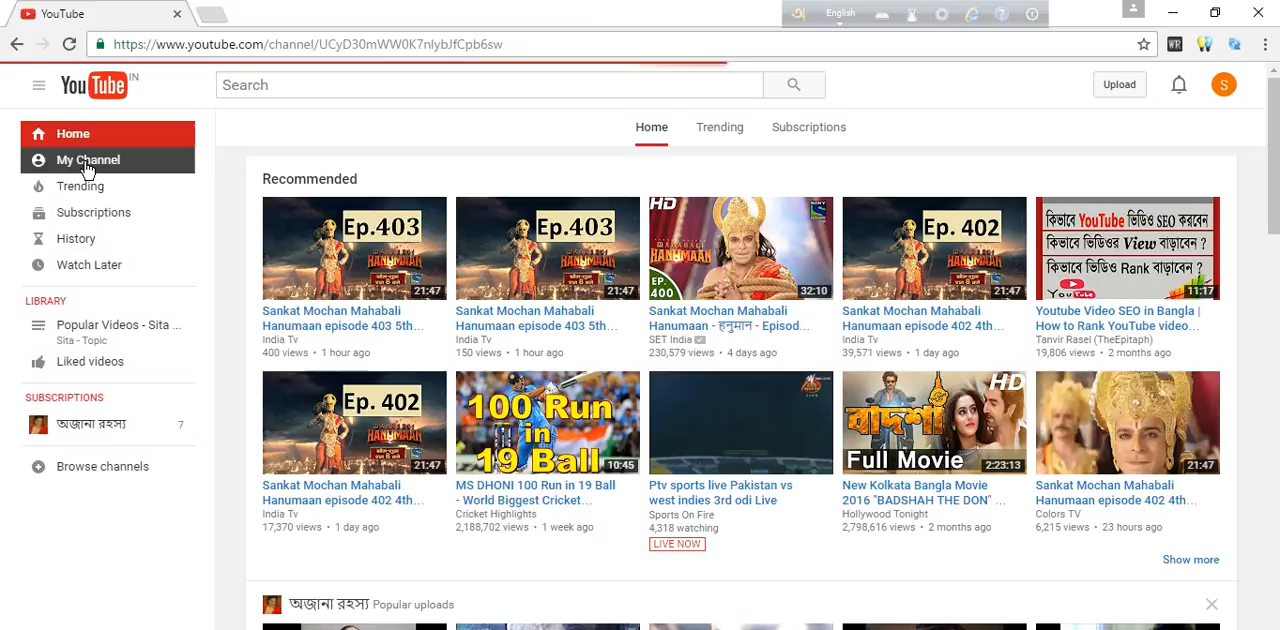 YouTube
English
https://www.youtube.com/channel/UCyD30mWW0K7nlybJfCpb6sw
WR
YouTube IN
Search
Upload
S
Home
My Channel
Trending
Subscriptions
History
Watch Later
LIBRARY
Popular Videos - Sita ...
Sita - Topic
Liked videos
SUBSCRIPTIONS
অজানা রহস্য 7
Browse channels
Home Trending Subscriptions
Recommended
Ep.403
21:47
Sankat Mochan Mahabali
Hanumaan episode 403 5th...
India Tv
400 views • 1 hour ago
Ep.403
21:47
Sankat Mochan Mahabali
Hanumaan episode 403 5th...
India Tv
150 views • 1 hour ago
HD
MAHABALI
HANUMAAN
EP.
400
32:10
Sankat Mochan Mahabali
Hanumaan - हनुमान - Episod...
SET India
230,579 views • 4 days ago
Ep. 402
21:47
Sankat Mochan Mahabali
Hanumaan episode 402 4th...
India Tv
39,571 views • 1 day ago
কিভাবে YouTube ভিডিও SEO করবেন
কিভাবে ভিডিওর View বাড়াবেন ?
কিভাবে ভিডিও Rank বাড়াবেন ?
YouTube
11:17
Youtube Video SEO in Bangla |
How to Rank YouTube video...
Tanvir Rasel (TheEpitaph)
19,806 views • 2 months ago
Ep. 402
21:47
Sankat Mochan Mahabali
Hanumaan episode 402 4th...
India Tv
17,370 views • 1 day ago
100 Run
in
19 Ball
10:45
MS DHONI 100 Run in 19 Ball
- World Biggest Cricket...
Cricket Highlights
2,188,702 views • 1 week ago
Ptv sports live Pakistan vs
west indies 3rd odi Live
Sports On Fire
4,318 watching
LIVE NOW
HD
বাদশা
Full Movie
2:23:13
New Kolkata Bangla Movie
2016 "BADSHAH THE DON" ...
Hollywood Tonight
2,798,616 views • 2 months ago
21:47
Sankat Mochan Mahabali
Hanumaan episode 402 4th...
Colors TV
6,215 views • 23 hours ago
Show more
অজানা রহস্য Popular uploads